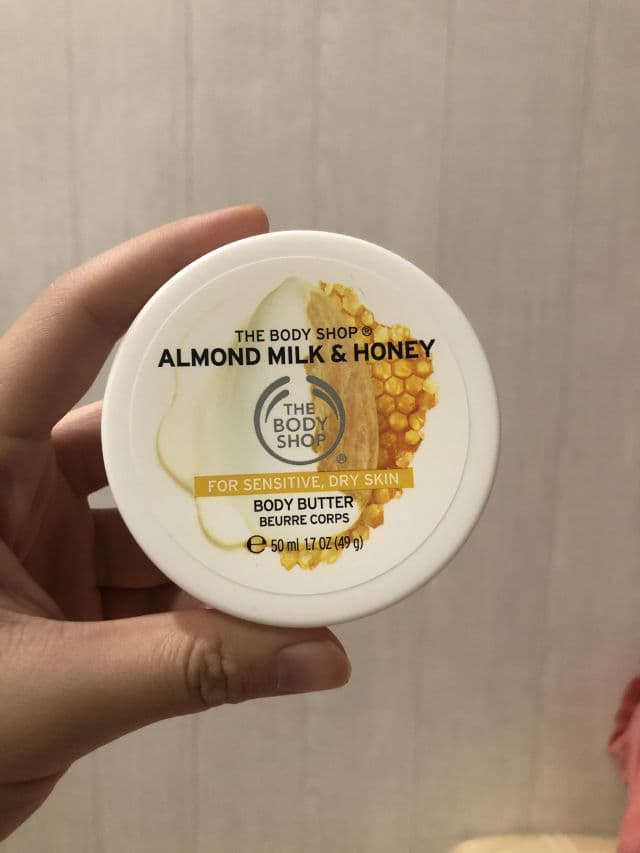 THE BODY SHOP ®
ALMOND MILK & HONEY
THE
BODY
SHOP
®
FOR SENSITIVE, DRY SKIN
BODY BUTTER
BEURRE CORPS
℮ 50 ml 1.7 OZ (49 g)